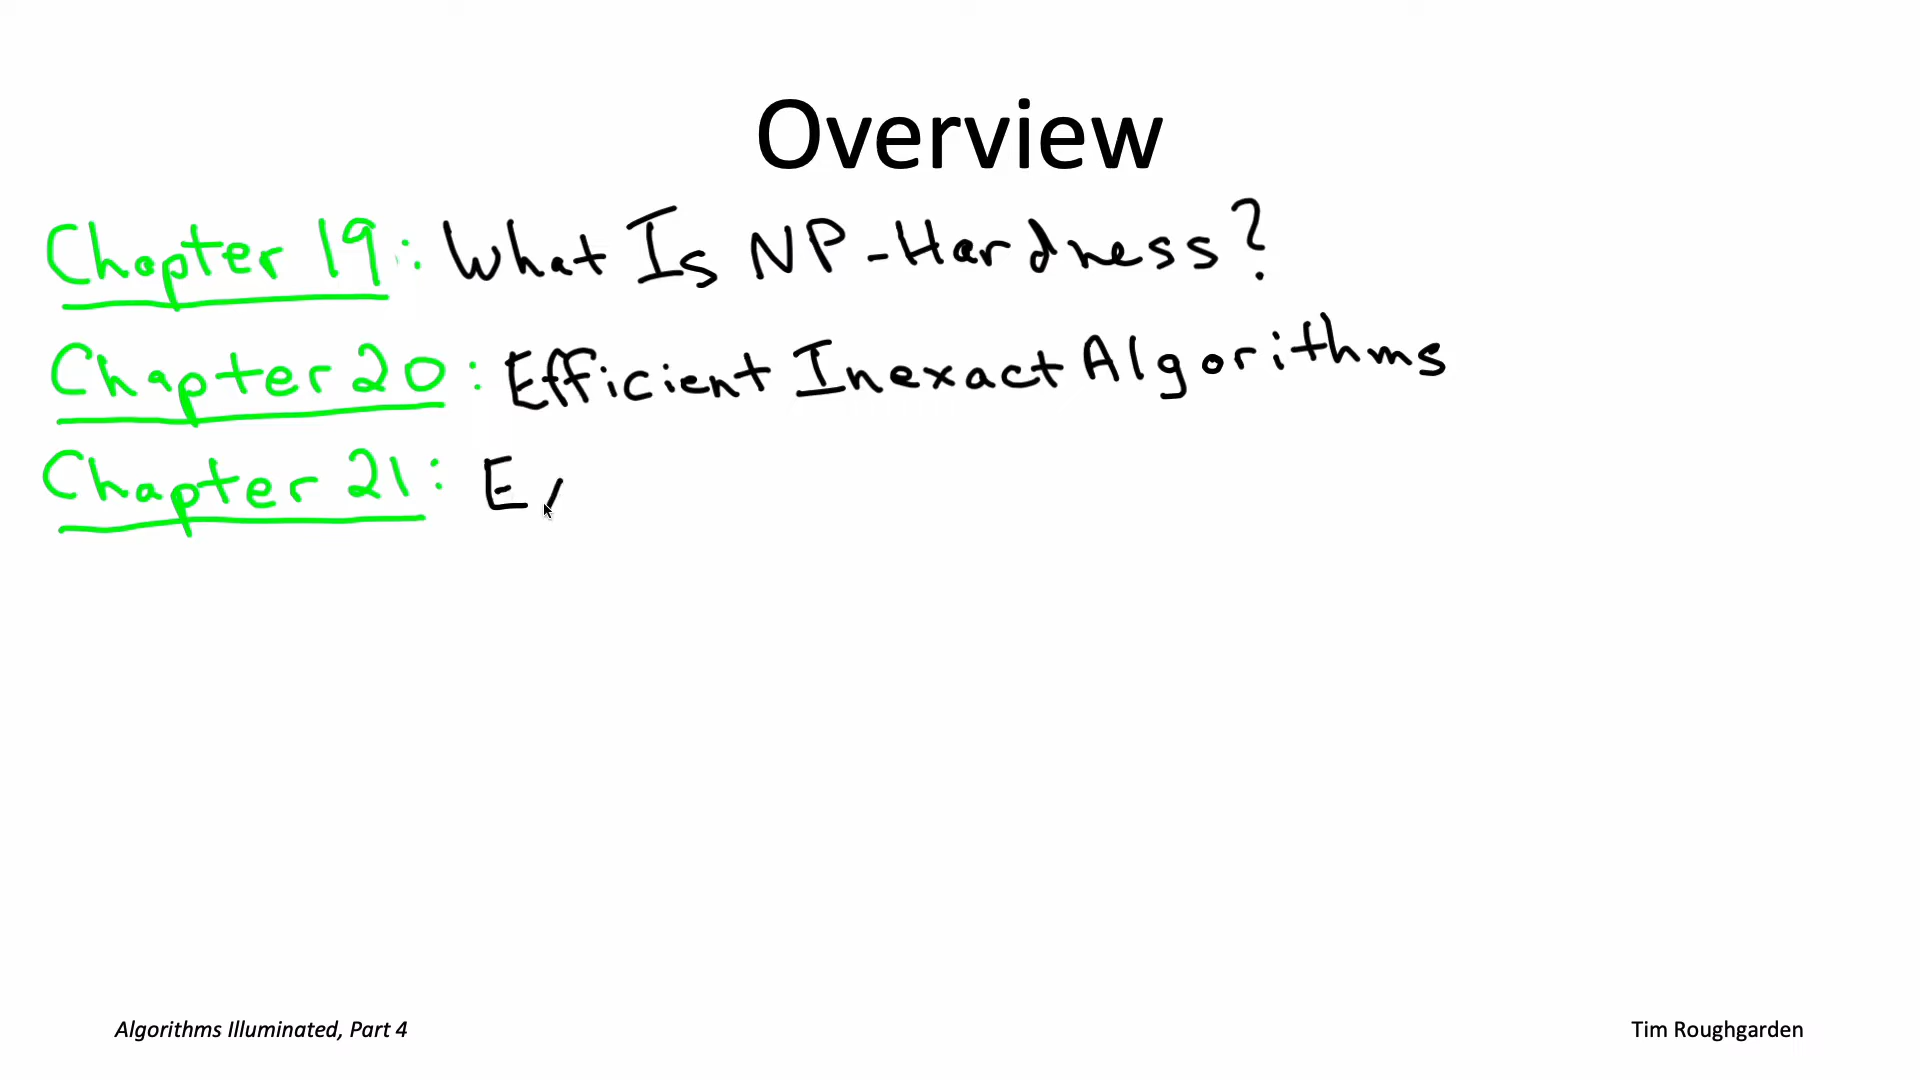 Overview
Chapter 19: What Is NP-Hardness?
Chapter 20: Efficient Inexact Algorithms
Chapter 21: E
Algorithms Illuminated, Part 4
Tim Roughgarden